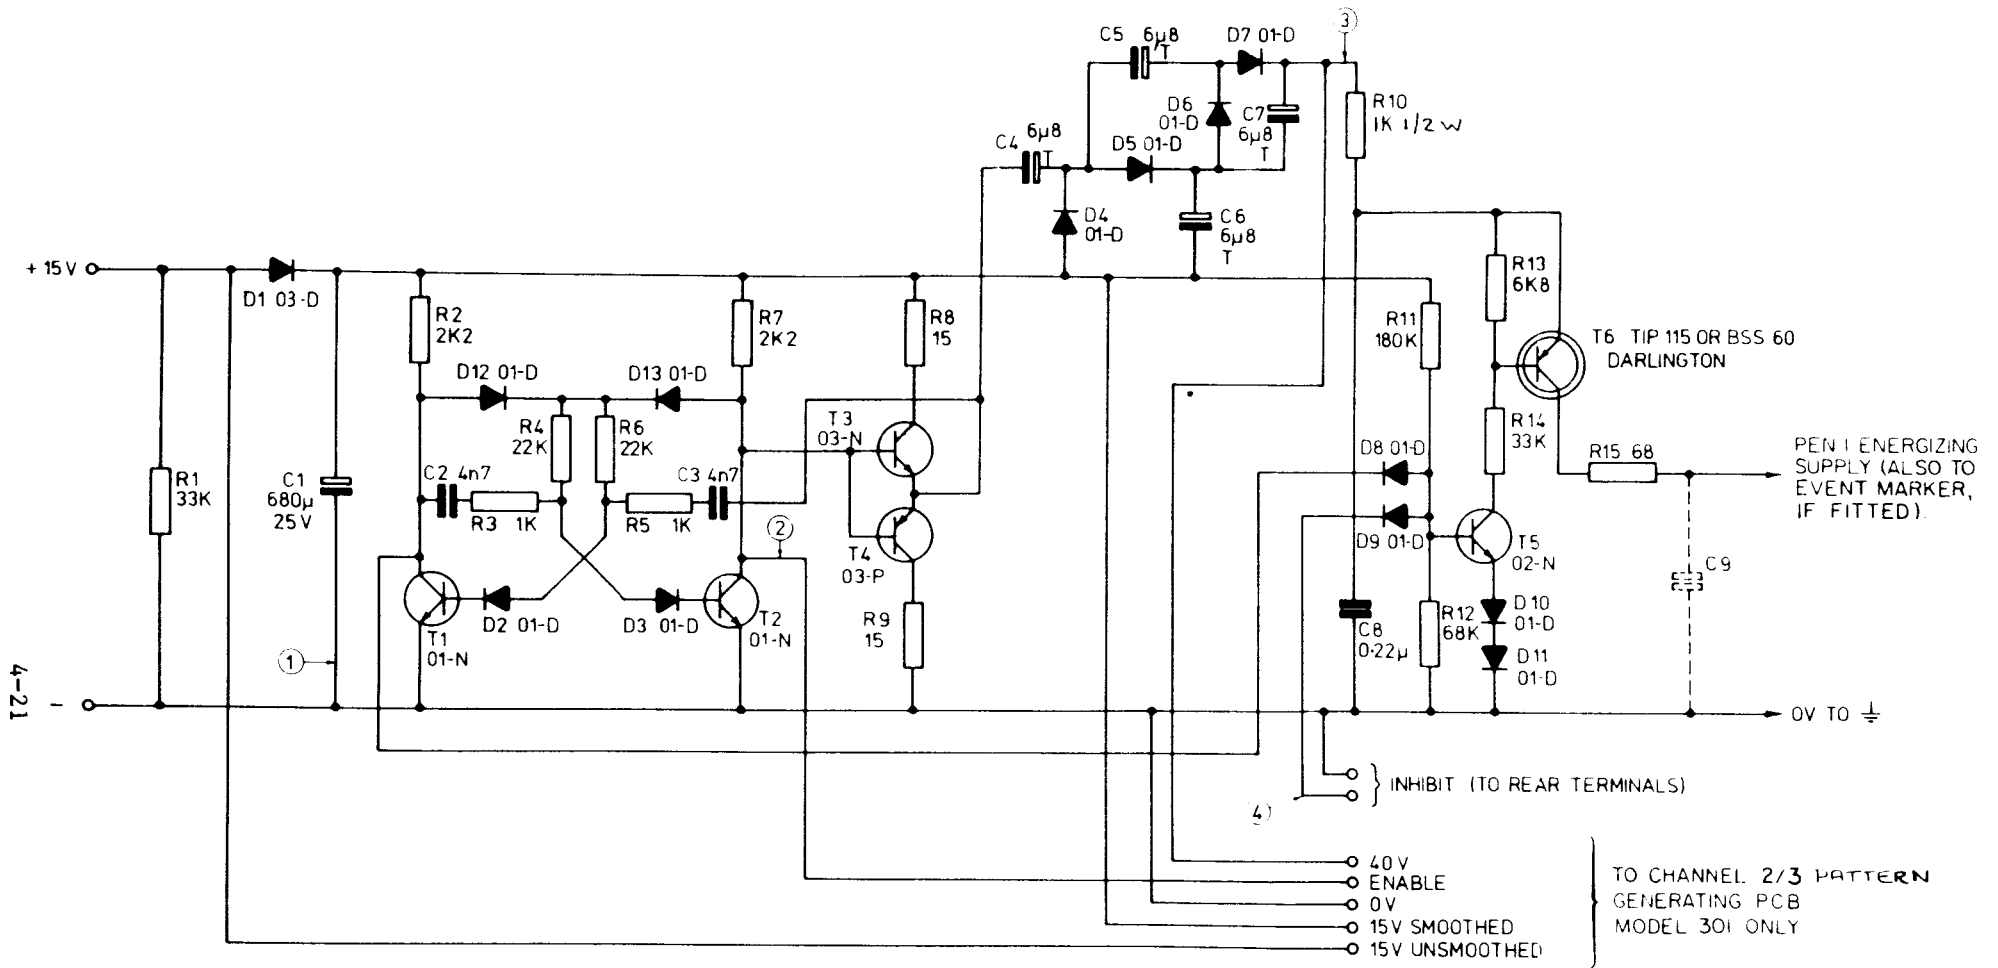 3
C5 6µ8 T
D7 01-D
R10
1K 1/2 W
D6
01-D
C7
6µ8
T
C4 6µ8 T
D5 01-D
D4
01-D
C6
6µ8
T
+ 15V
D1 03-D
R2
2K2
R7
2K2
R8
15
R11
180K
R13
6K8
T6 TIP 115 OR BSS 60
DARLINGTON
D12 01-D
D13 01-D
R4
22K
R6
22K
T3
03-N
R14
33K
R1
33K
C1
680µ
25V
C2 4n7
R3 1K
R5 1K
C3 4n7
D8 01-D
D9 01-D
R15 68
PEN 1 ENERGIZING
SUPPLY (ALSO TO
EVENT MARKER,
IF FITTED).
2
T4
03-P
T5
02-N
C9
T1
01-N
D2 01-D
D3 01-D
T2
01-N
R9
15
C8
0·22µ
R12
68K
D10
01-D
D11
01-D
1
4-21
-
0V TO
INHIBIT (TO REAR TERMINALS)
4
40V
ENABLE
0V
15V SMOOTHED
15V UNSMOOTHED
TO CHANNEL 2/3 PATTERN
GENERATING PCB
MODEL 301 ONLY